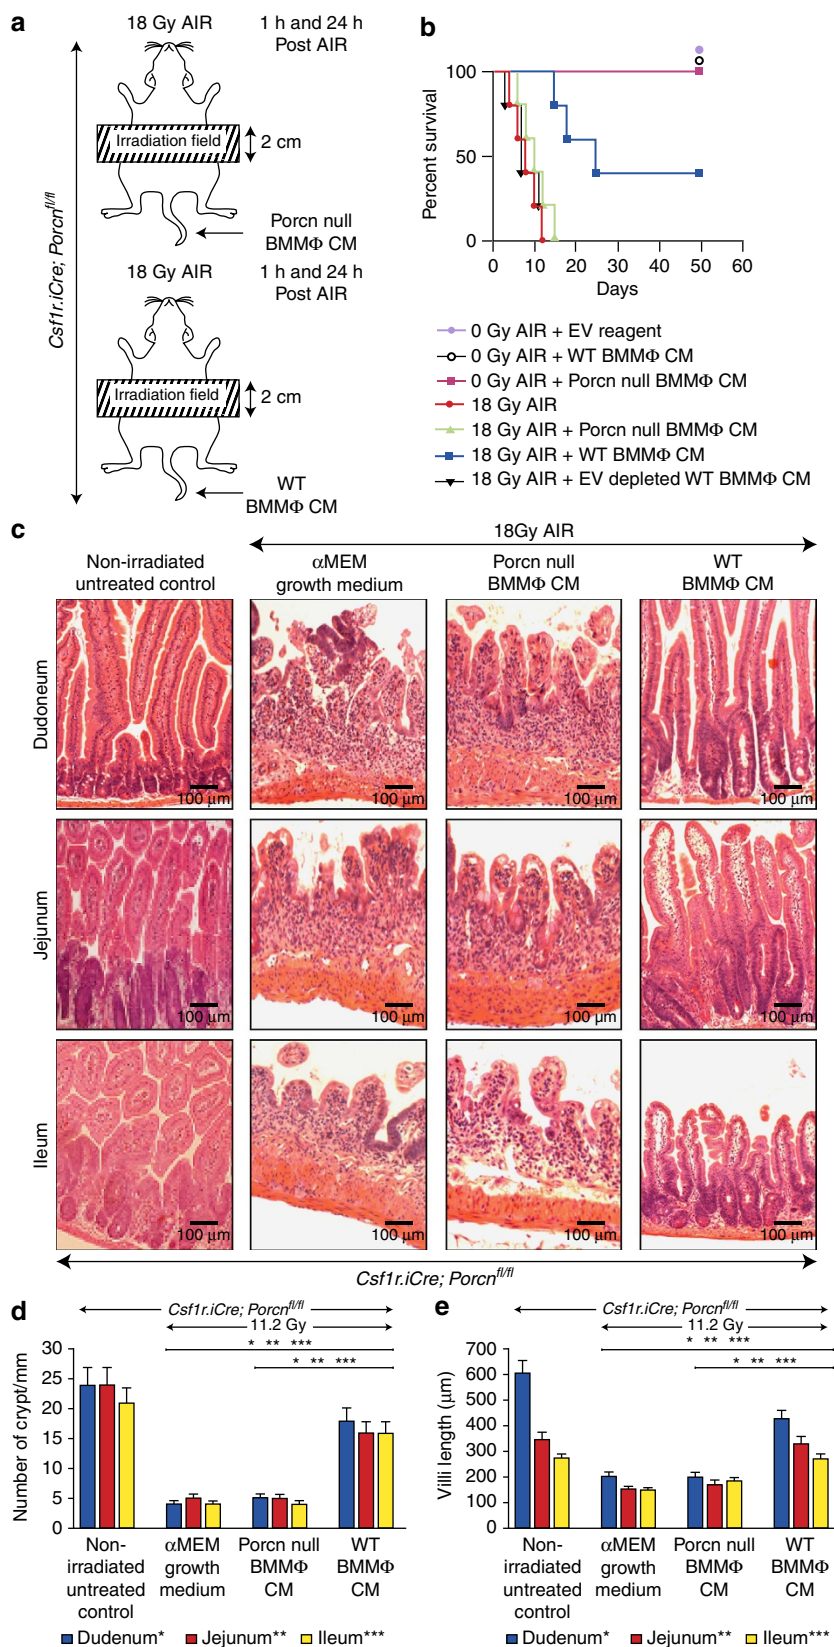 a
18 Gy AIR
1 h and 24 h
Post AIR
Irradiation field
2 cm
Porcn null
BMMΦ CM
Csf1r.iCre; Porcnfl/fl
18 Gy AIR
1 h and 24 h
Post AIR
Irradiation field
2 cm
WT
BMMΦ CM
b
Percent survival
100
50
0
0 10 20 30 40 50 60
Days
0 Gy AIR + EV reagent
0 Gy AIR + WT BMMΦ CM
0 Gy AIR + Porcn null BMMΦ CM
18 Gy AIR
18 Gy AIR + Porcn null BMMΦ CM
18 Gy AIR + WT BMMΦ CM
18 Gy AIR + EV depleted WT BMMΦ CM
c
18Gy AIR
Non-irradiated
untreated control
αMEM
growth medium
Porcn null
BMMΦ CM
WT
BMMΦ CM
Dudoneum
100 μm
100 μm
100 μm
100 μm
Jejunum
100 μm
100 μm
100 μm
100 μm
Ileum
100 μm
100 μm
100 μm
100 μm
Csf1r.iCre; Porcnfl/fl
d
Csf1r.iCre; Porcnfl/fl
11.2 Gy
* ** ***
* ** ***
Number of crypt/mm
30
25
20
15
10
5
0
Non-
irradiated
untreated
control
αMEM
growth
medium
Porcn null
BMMΦ
CM
WT
BMMΦ
CM
Dudenum* Jejunum** Ileum***
e
Csf1r.iCre; Porcnfl/fl
11.2 Gy
* ** ***
* ** ***
Villi length (μm)
700
600
500
400
300
200
100
0
Non-
irradiated
untreated
control
αMEM
growth
medium
Porcn null
BMMΦ
CM
WT
BMMΦ
CM
Dudenum* Jejunum** Ileum***